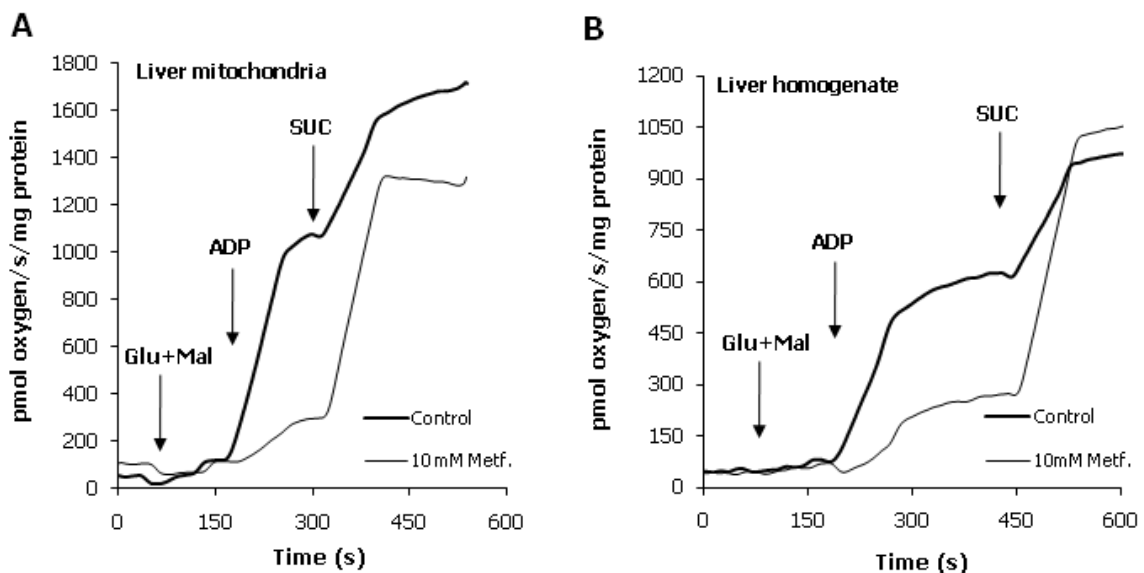 A
Liver mitochondria
pmol oxygen/s/mg protein
1800
1600
1400
1200
1000
800
600
400
200
0
SUC
ADP
Glu+Mal
Control
10mM Metf.
0
150
300
450
600
Time (s)
B
Liver homogenate
pmol oxygen/s/mg protein
1200
1050
900
750
600
450
300
150
0
SUC
ADP
Glu+Mal
Control
10mM Metf.
0
150
300
450
600
Time (s)